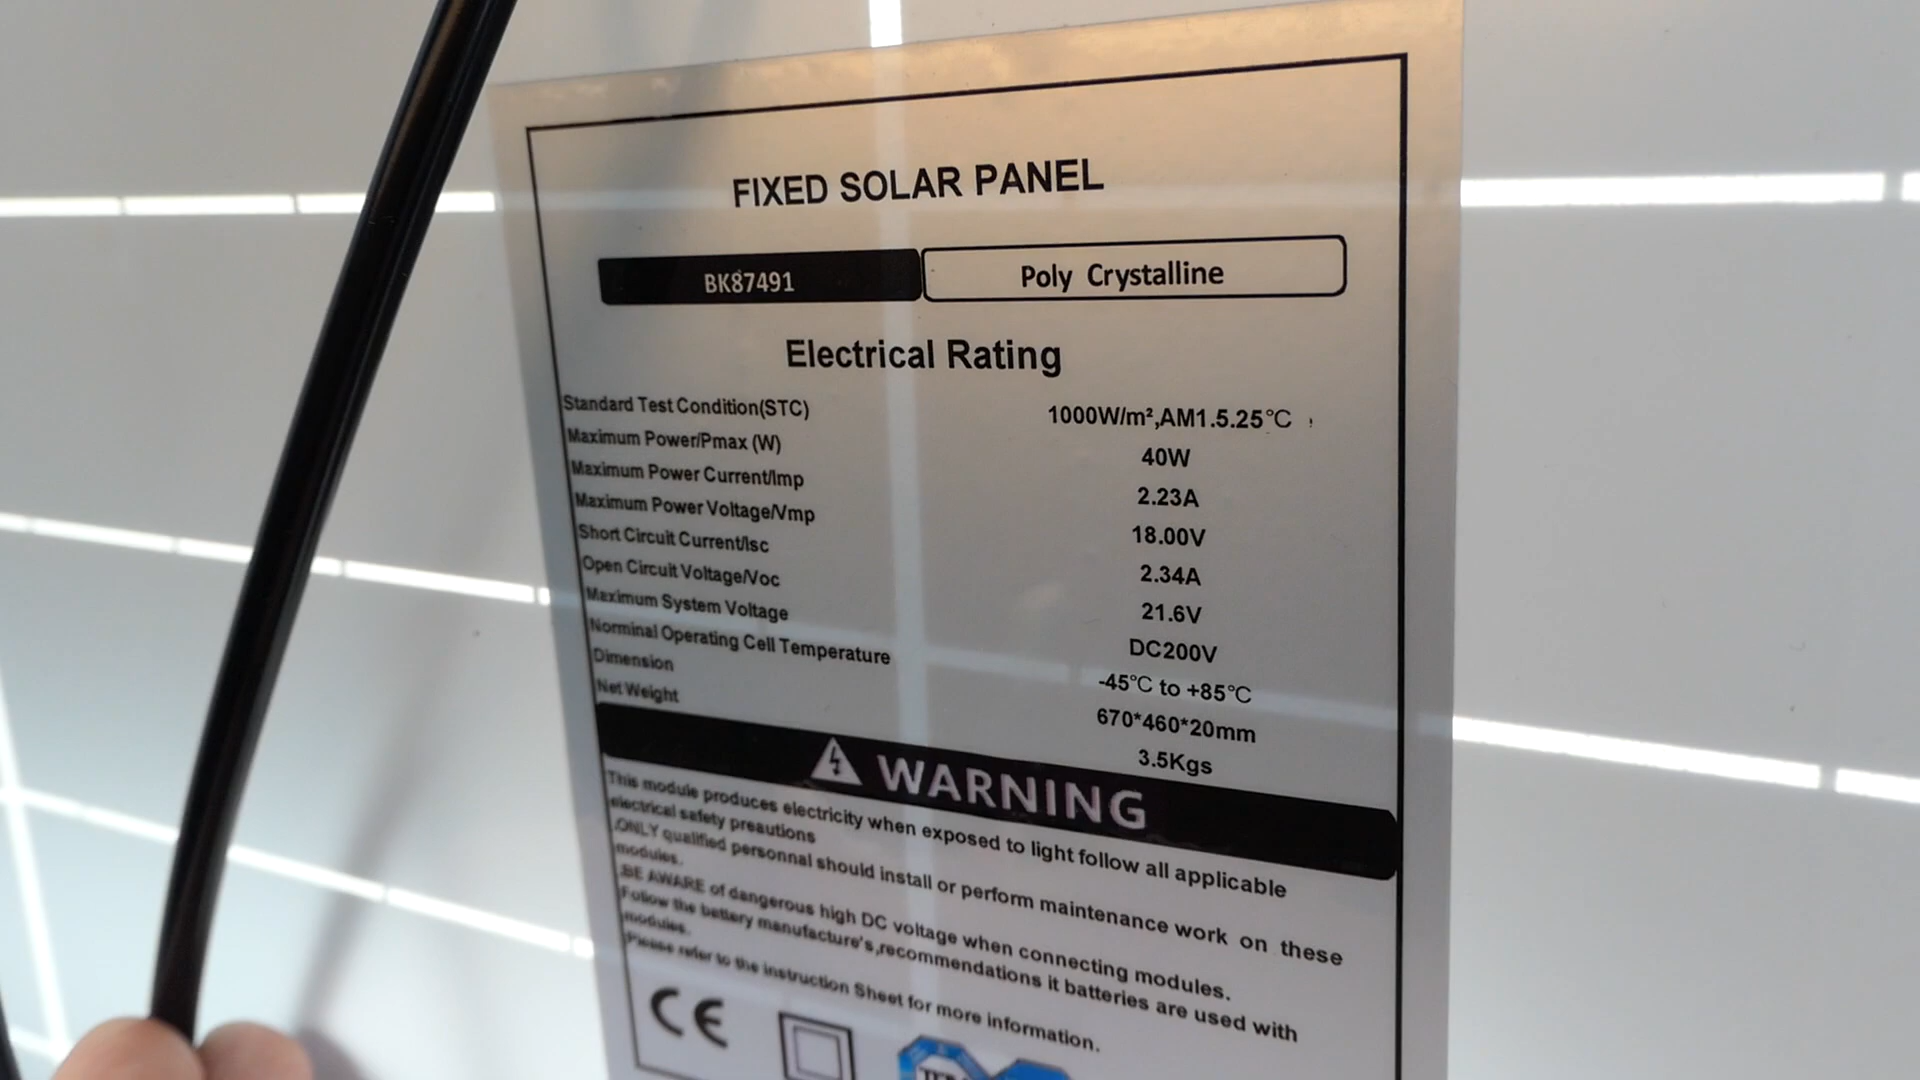 FIXED SOLAR PANEL
BK87491
Poly Crystalline
Electrical Rating
Standard Test Condition(STC) 1000W/m²,AM1.5.25℃ ,
Maximum Power/Pmax (W) 40W
Maximum Power Current/Imp 2.23A
Maximum Power Voltage/Vmp 18.00V
Short Circuit Current/Isc 2.34A
Open Circuit Voltage/Voc 21.6V
Maximum System Voltage DC200V
Norminal Operating Cell Temperature -45℃ to +85℃
Dimension 670*460*20mm
Net Weight 3.5Kgs
WARNING
This module produces electricity when exposed to light follow all applicable
electrical safety preautions
.ONLY qualified personnal should install or perform maintenance work on these
modules.
.BE AWARE of dangerous high DC voltage when connecting modules.
Follow the battery manufacture's,recommendations it batteries are used with
modules.
Please refer to the instruction Sheet for more information.
CE